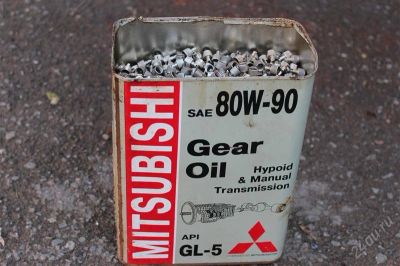 MITSUBISHI
SAE 80W-90
Gear
Oil
Hypoid
& Manual
Transmission
API
GL-5